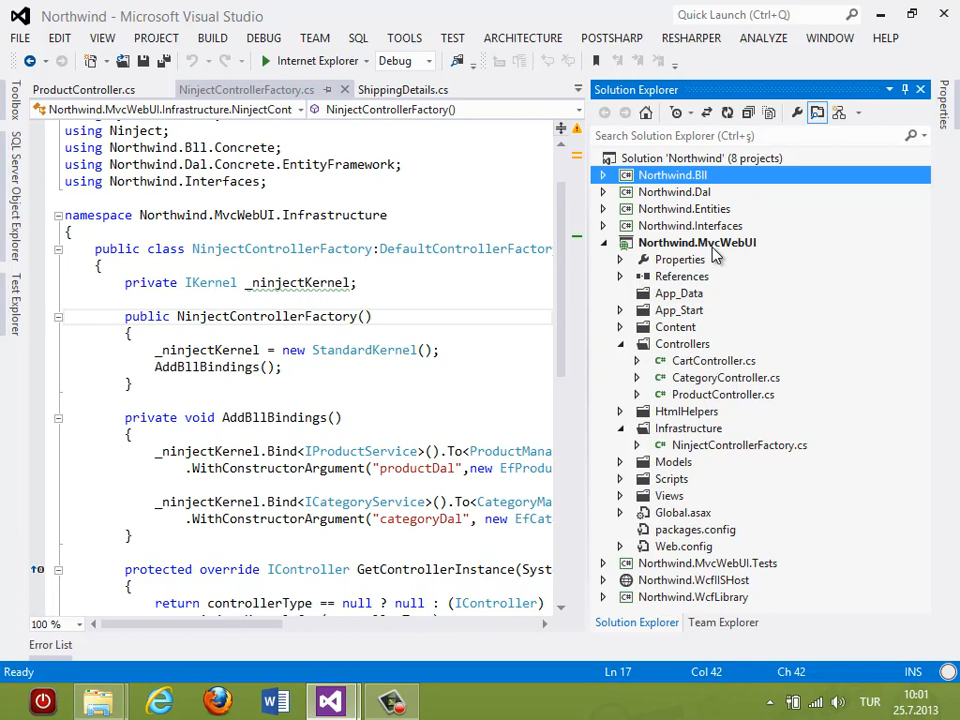 Northwind - Microsoft Visual Studio
Quick Launch (Ctrl+Q)
FILE EDIT VIEW PROJECT BUILD DEBUG TEAM SQL TOOLS TEST ARCHITECTURE POSTSHARP RESHARPER ANALYZE WINDOW HELP
Internet Explorer Debug
Toolbox
SQL Server Object Explorer
Test Explorer
ProductController.cs NinjectControllerFactory.cs ShippingDetails.cs
Northwind.MvcWebUI.Infrastructure.NinjectCont NinjectControllerFactory()
using Ninject;
using Northwind.Bll.Concrete;
using Northwind.Dal.Concrete.EntityFramework;
using Northwind.Interfaces;
namespace Northwind.MvcWebUI.Infrastructure
{
public class NinjectControllerFactory:DefaultControllerFactor
{
private IKernel _ninjectKernel;
public NinjectControllerFactory()
{
_ninjectKernel = new StandardKernel();
AddBllBindings();
}
private void AddBllBindings()
{
_ninjectKernel.Bind<IProductService>().To<ProductMana
.WithConstructorArgument("productDal",new EfProdu
_ninjectKernel.Bind<ICategoryService>().To<CategoryMa
.WithConstructorArgument("categoryDal", new EfCat
}
protected override IController GetControllerInstance(Syst
{
return controllerType == null ? null : (IController)
100 %
Error List
Solution Explorer
Search Solution Explorer (Ctrl+ş)
Solution 'Northwind' (8 projects)
Northwind.Bll
Northwind.Dal
Northwind.Entities
Northwind.Interfaces
Northwind.MvcWebUI
Properties
References
App_Data
App_Start
Content
Controllers
CartController.cs
CategoryController.cs
ProductController.cs
HtmlHelpers
Infrastructure
NinjectControllerFactory.cs
Models
Scripts
Views
Global.asax
packages.config
Web.config
Northwind.MvcWebUI.Tests
Northwind.WcfIISHost
Northwind.WcfLibrary
Solution Explorer Team Explorer
Properties
Ready Ln 17 Col 42 Ch 42 INS
TUR
10:01
25.7.2013